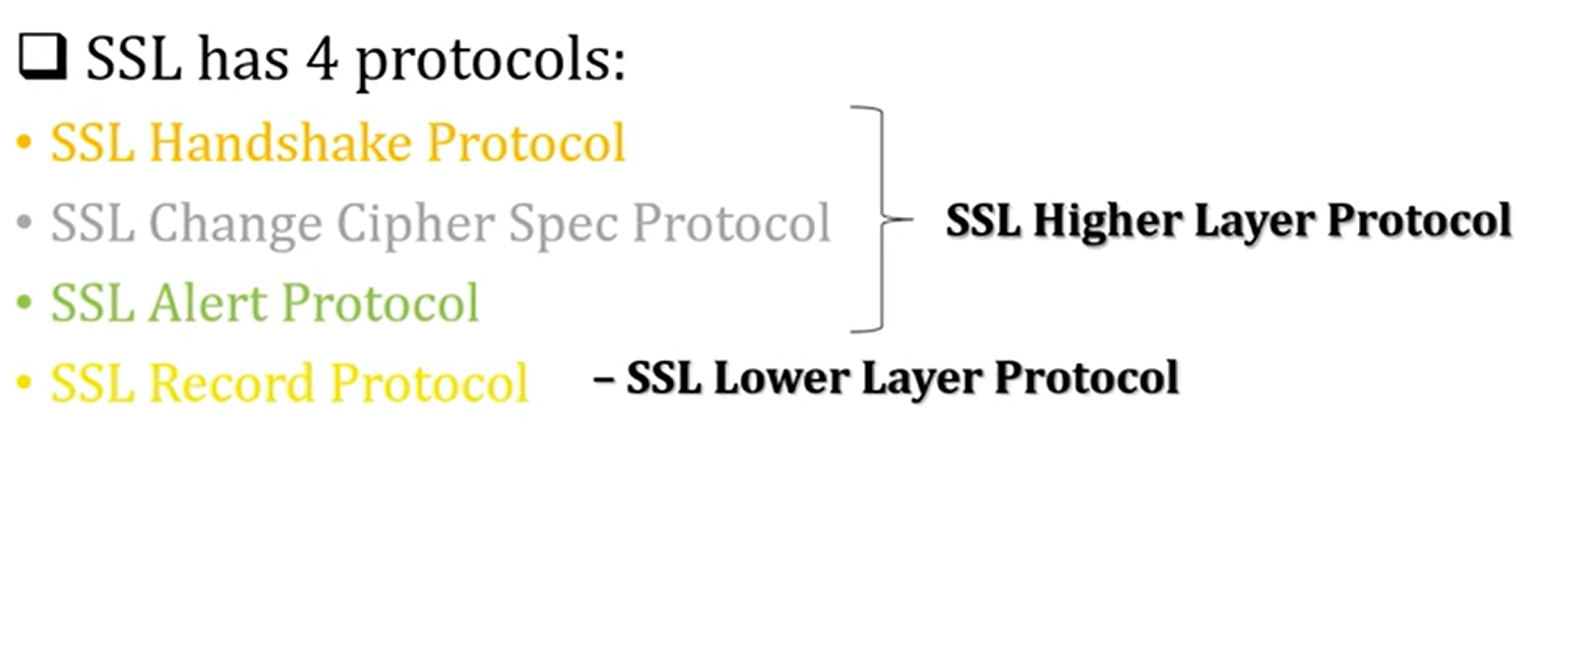 ❑ SSL has 4 protocols:
• SSL Handshake Protocol
• SSL Change Cipher Spec Protocol
SSL Higher Layer Protocol
• SSL Alert Protocol
• SSL Record Protocol – SSL Lower Layer Protocol